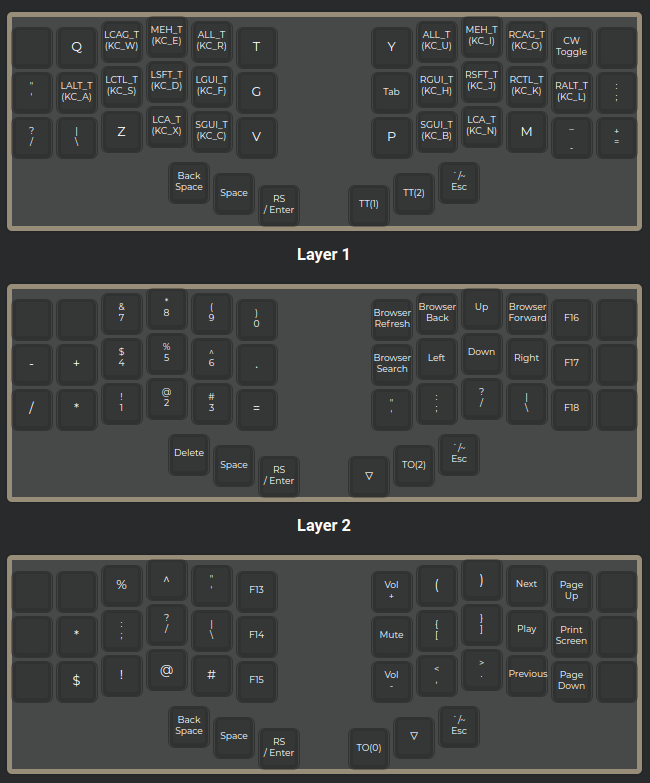 Q LCAG_T (KC_W) MEH_T (KC_E) ALL_T (KC_R) T Y ALL_T (KC_U) MEH_T (KC_I) RCAG_T (KC_O) CW Toggle
" ' LALT_T (KC_A) LCTL_T (KC_S) LSFT_T (KC_D) LGUI_T (KC_F) G Tab RGUI_T (KC_H) RSFT_T (KC_J) RCTL_T (KC_K) RALT_T (KC_L) : ;
? / | \ Z LCA_T (KC_X) SGUI_T (KC_C) V P SGUI_T (KC_B) LCA_T (KC_N) M _ - + =
Back Space Space RS / Enter TT(1) TT(2) ` /~ Esc
Layer 1
& 7 * 8 ( 9 ) 0 Browser Refresh Browser Back Up Browser Forward F16
- + $ 4 % 5 ^ 6 . Browser Search Left Down Right F17
/ * ! 1 @ 2 # 3 = " ' : ; ? / | \ F18
Delete Space RS / Enter ▽ TO(2) ` /~ Esc
Layer 2
% ^ " ' F13 Vol + ( ) Next Page Up
* : ; ? / | \ F14 Mute { [ } ] Play Print Screen
$ ! @ # F15 Vol - < , > . Previous Page Down
Back Space Space RS / Enter TO(0) ▽ ` /~ Esc